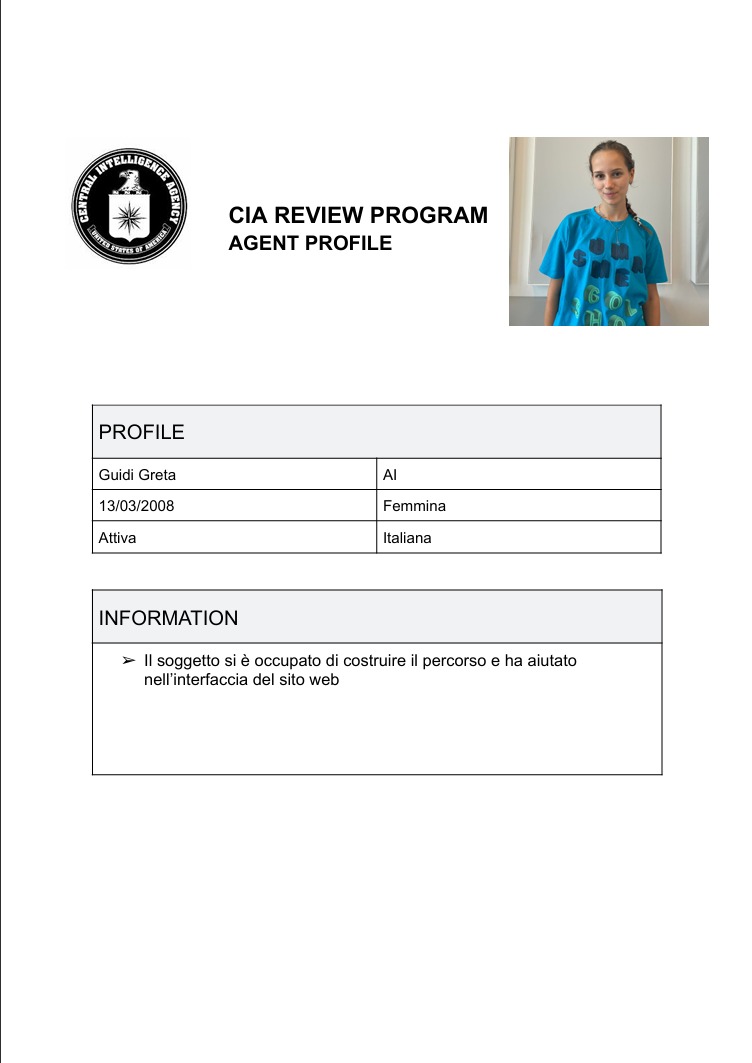 CENTRAL INTELLIGENCE AGENCY
UNITED STATES OF AMERICA
CIA REVIEW PROGRAM
AGENT PROFILE
U M A
S M E A
G O L
S H O
PROFILE
Guidi Greta
AI
13/03/2008
Femmina
Attiva
Italiana
INFORMATION
➢ Il soggetto si è occupato di costruire il percorso e ha aiutato
nell’interfaccia del sito web